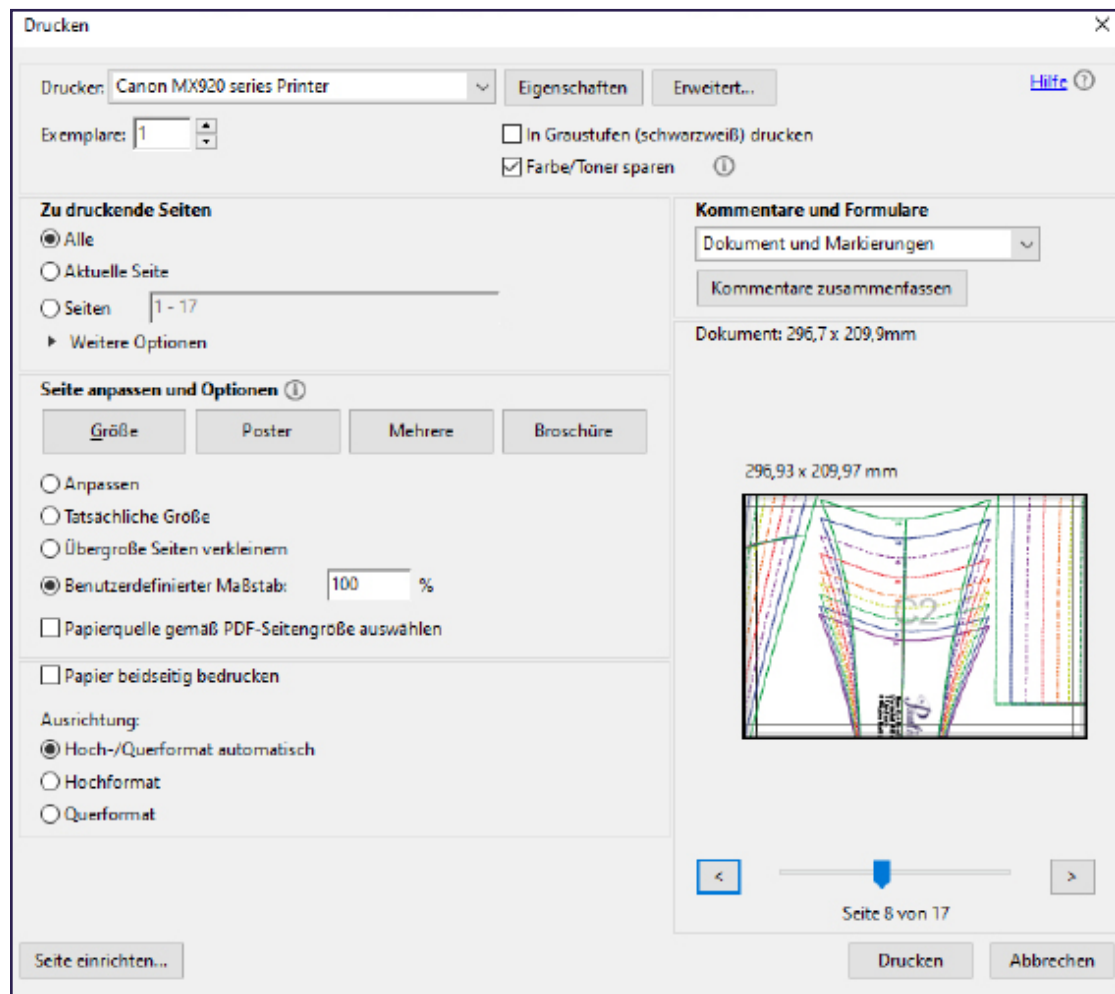 Drucken
Drucker: Canon MX920 series Printer
Eigenschaften
Erweitert...
Hilfe
Exemplare: 1
In Graustufen (schwarzweiß) drucken
Farbe/Toner sparen
Zu druckende Seiten
Alle
Aktuelle Seite
Seiten 1 - 17
Weitere Optionen
Kommentare und Formulare
Dokument und Markierungen
Kommentare zusammenfassen
Seite anpassen und Optionen
Größe
Poster
Mehrere
Broschüre
Anpassen
Tatsächliche Größe
Übergroße Seiten verkleinern
Benutzerdefinierter Maßstab: 100 %
Papierquelle gemäß PDF-Seitengröße auswählen
Papier beidseitig bedrucken
Ausrichtung:
Hoch-/Querformat automatisch
Hochformat
Querformat
Dokument: 296,7 x 209,9mm
296,93 x 209,97 mm
C2
<
>
Seite 8 von 17
Seite einrichten...
Drucken
Abbrechen